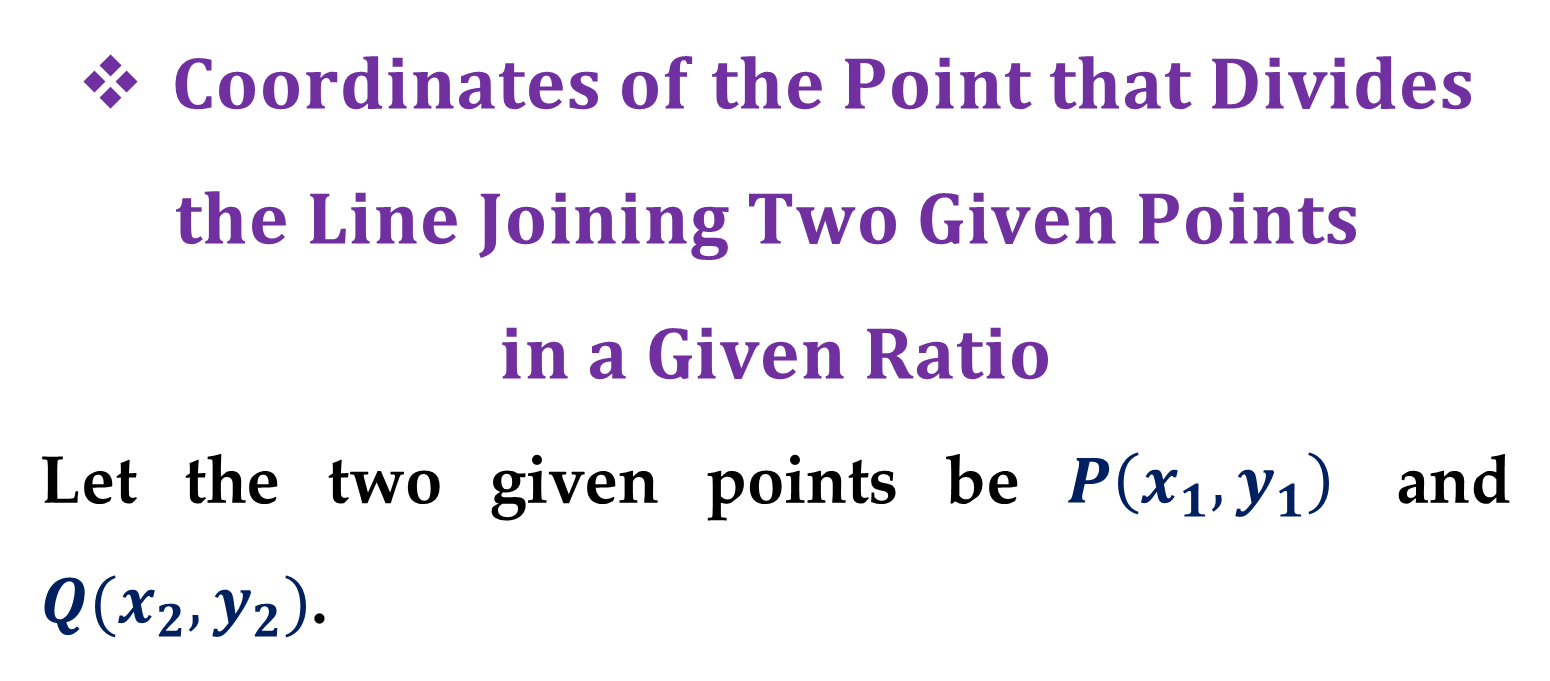 ❖ Coordinates of the Point that Divides
the Line Joining Two Given Points
in a Given Ratio
Let the two given points be P(x₁, y₁) and
Q(x₂, y₂).